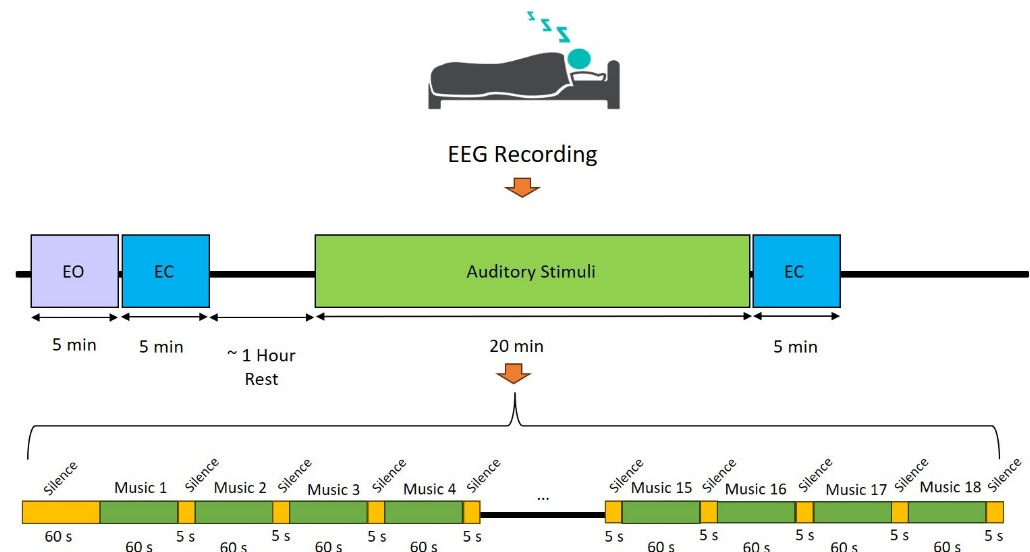 z z z
EEG Recording
EO
EC
Auditory Stimuli
EC
5 min
5 min
~ 1 Hour
Rest
20 min
5 min
Silence Music 1 Silence Music 2 Silence Music 3 Silence Music 4 Silence ... Silence Music 15 Silence Music 16 Silence Music 17 Silence Music 18 Silence
60 s 60 s 5 s 60 s 5 s 60 s 5 s 60 s 5 s 5 s 60 s 5 s 60 s 5 s 60 s 5 s 60 s 5 s